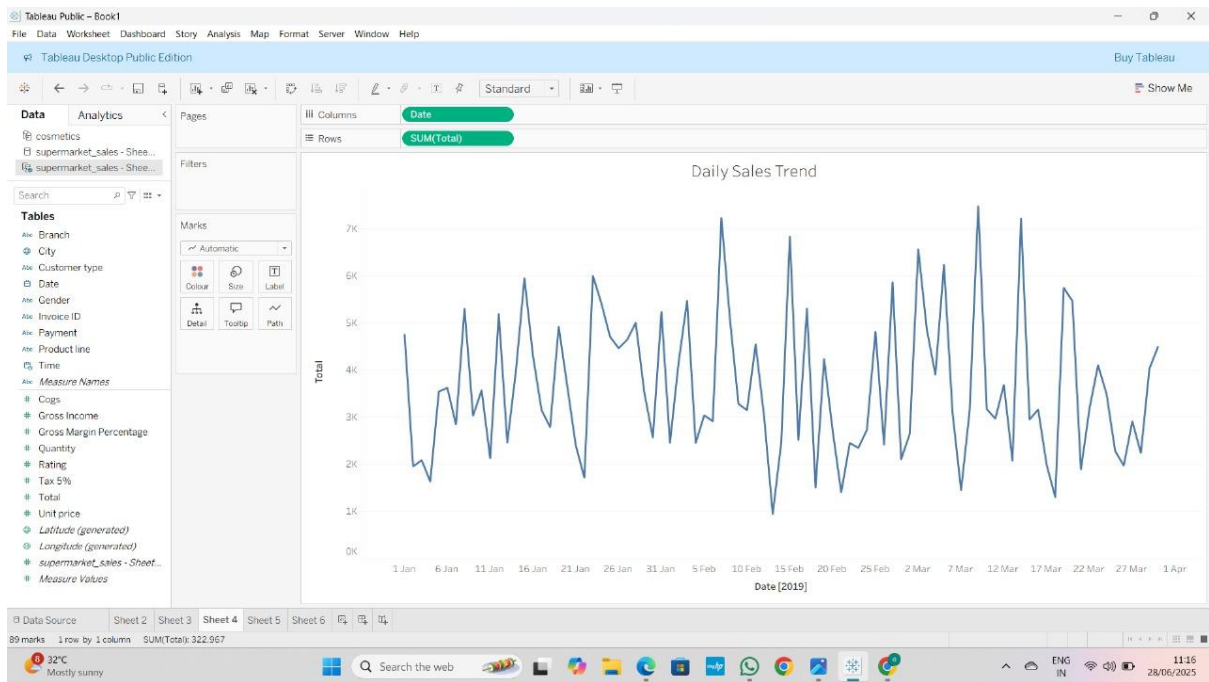 Tableau Public – Book1
File Data Worksheet Dashboard Story Analysis Map Format Server Window Help
Tableau Desktop Public Edition Buy Tableau
Standard Show Me
Data Analytics
cosmetics
supermarket_sales - Shee...
supermarket_sales - Shee...
Search
Tables
Abc Branch
City
Abc Customer type
Date
Abc Gender
Abc Invoice ID
Abc Payment
Abc Product line
Time
Abc Measure Names
# Cogs
# Gross Income
# Gross Margin Percentage
# Quantity
# Rating
# Tax 5%
# Total
# Unit price
Latitude (generated)
Longitude (generated)
# supermarket_sales - Sheet...
# Measure Values
Pages
Filters
Marks
Automatic
Colour Size Label
Detail Tooltip Path
Columns Date
Rows SUM(Total)
Daily Sales Trend
Total
7K
6K
5K
4K
3K
2K
1K
0K
1 Jan 6 Jan 11 Jan 16 Jan 21 Jan 26 Jan 31 Jan 5 Feb 10 Feb 15 Feb 20 Feb 25 Feb 2 Mar 7 Mar 12 Mar 17 Mar 22 Mar 27 Mar 1 Apr
Date [2019]
Data Source Sheet 2 Sheet 3 Sheet 4 Sheet 5 Sheet 6
89 marks 1 row by 1 column SUM(Total): 322,967
8 32°C
Mostly sunny
Search the web
ENG
IN
11:16
28/06/2025